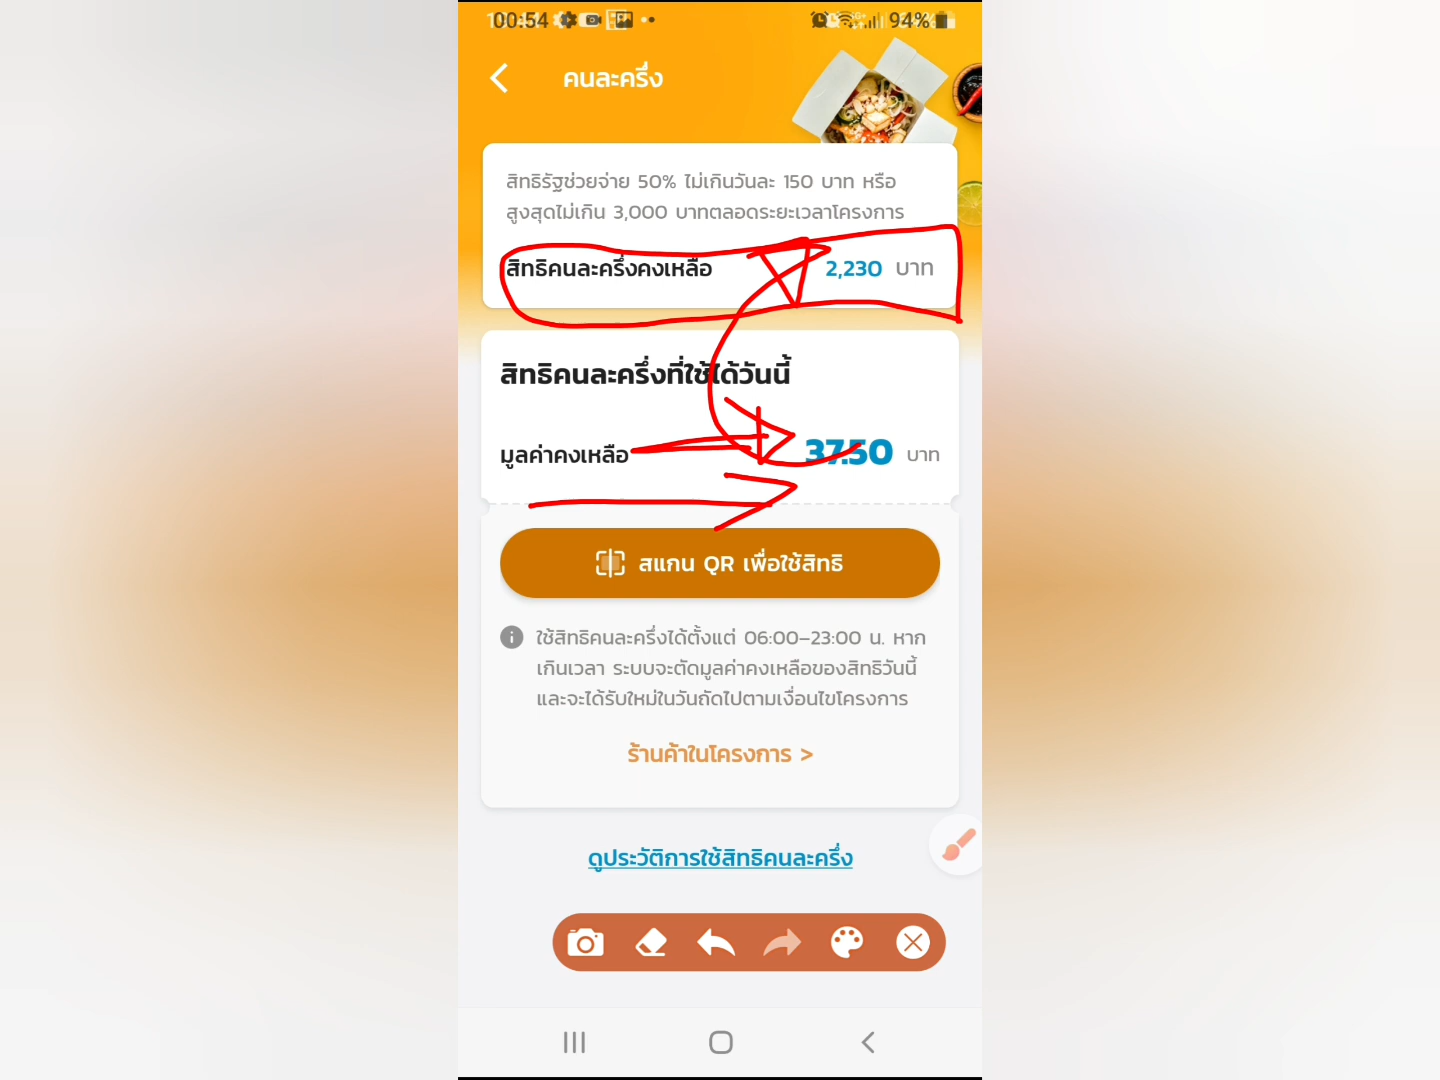 00:54 94%
คนละครึ่ง
สิทธิรัฐช่วยจ่าย 50% ไม่เกินวันละ 150 บาท หรือ
สูงสุดไม่เกิน 3,000 บาทตลอดระยะเวลาโครงการ
สิทธิคนละครึ่งคงเหลือ 2,230 บาท
สิทธิคนละครึ่งที่ใช้ได้วันนี้
มูลค่าคงเหลือ 37.50 บาท
สแกน QR เพื่อใช้สิทธิ
ใช้สิทธิคนละครึ่งได้ตั้งแต่ 06:00–23:00 น. หาก
เกินเวลา ระบบจะตัดมูลค่าคงเหลือของสิทธิวันนี้
และจะได้รับใหม่ในวันถัดไปตามเงื่อนไขโครงการ
ร้านค้าในโครงการ >
ดูประวัติการใช้สิทธิคนละครึ่ง